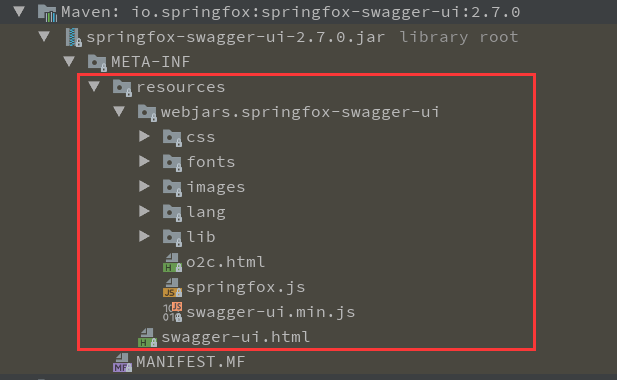 Maven: io.springfox:springfox-swagger-ui:2.7.0
springfox-swagger-ui-2.7.0.jar library root
META-INF
resources
webjars.springfox-swagger-ui
css
fonts
images
lang
lib
o2c.html
springfox.js
swagger-ui.min.js
swagger-ui.html
MANIFEST.MF